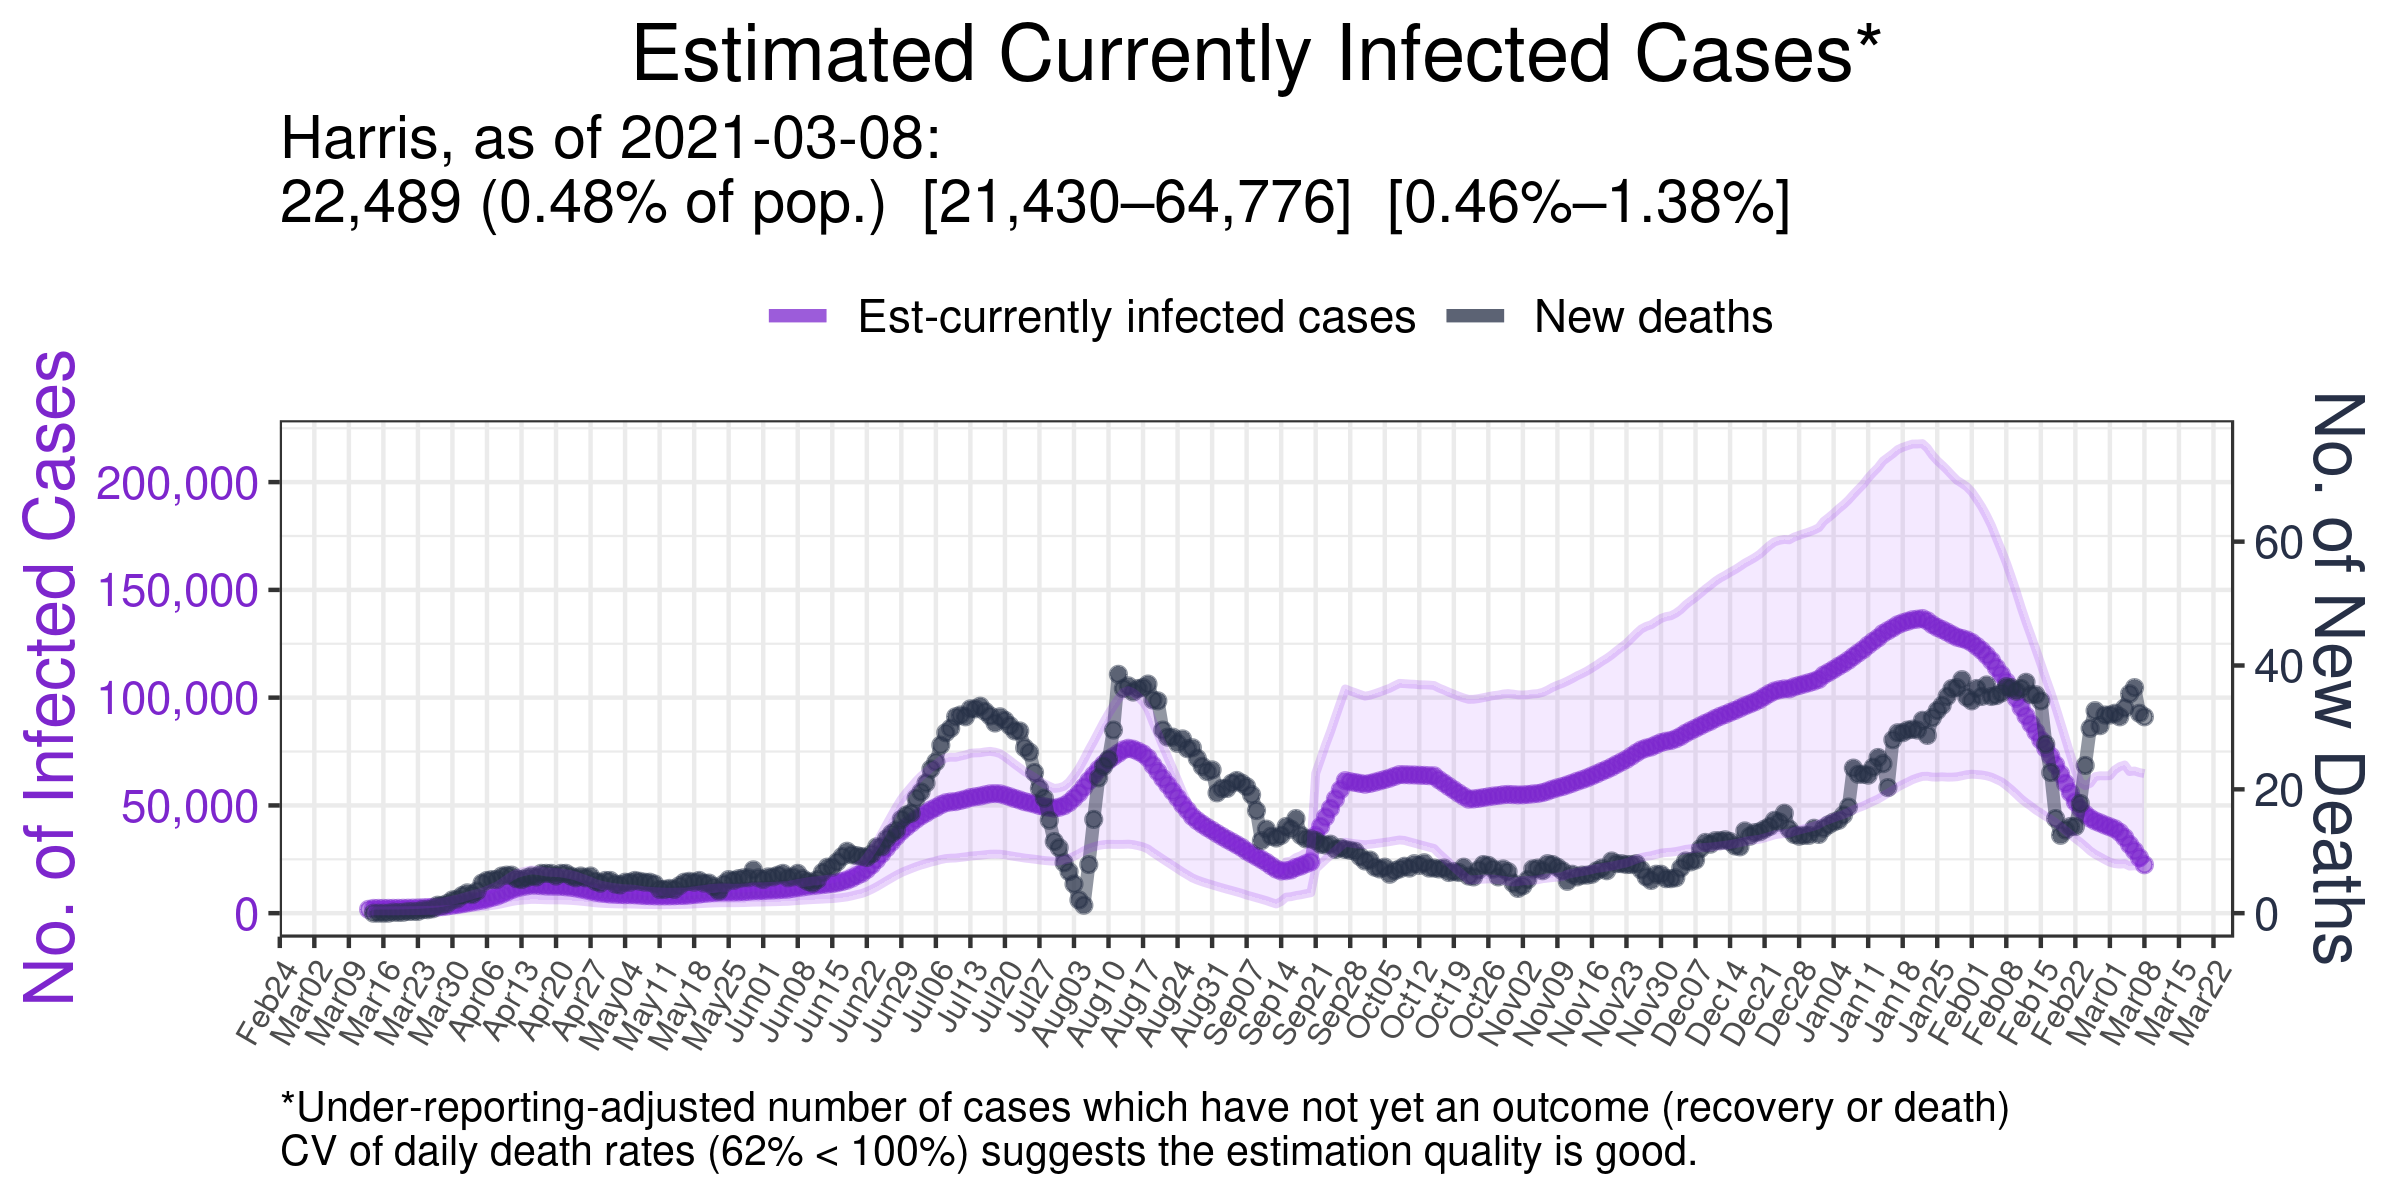 Estimated Currently Infected Cases*
Harris, as of 2021-03-08:
22,489 (0.48% of pop.) [21,430–64,776] [0.46%–1.38%]
Est-currently infected cases
New deaths
No. of Infected Cases
200,000
150,000
100,000
50,000
0
60
40
20
0
No. of New Deaths
Feb24
Mar02
Mar09
Mar16
Mar23
Mar30
Apr06
Apr13
Apr20
Apr27
May04
May11
May18
May25
Jun01
Jun08
Jun15
Jun22
Jun29
Jul06
Jul13
Jul20
Jul27
Aug03
Aug10
Aug17
Aug24
Aug31
Sep07
Sep14
Sep21
Sep28
Oct05
Oct12
Oct19
Oct26
Nov02
Nov09
Nov16
Nov23
Nov30
Dec07
Dec14
Dec21
Dec28
Jan04
Jan11
Jan18
Jan25
Feb01
Feb08
Feb15
Feb22
Mar01
Mar08
Mar15
Mar22
*Under-reporting-adjusted number of cases which have not yet an outcome (recovery or death)
CV of daily death rates (62% < 100%) suggests the estimation quality is good.